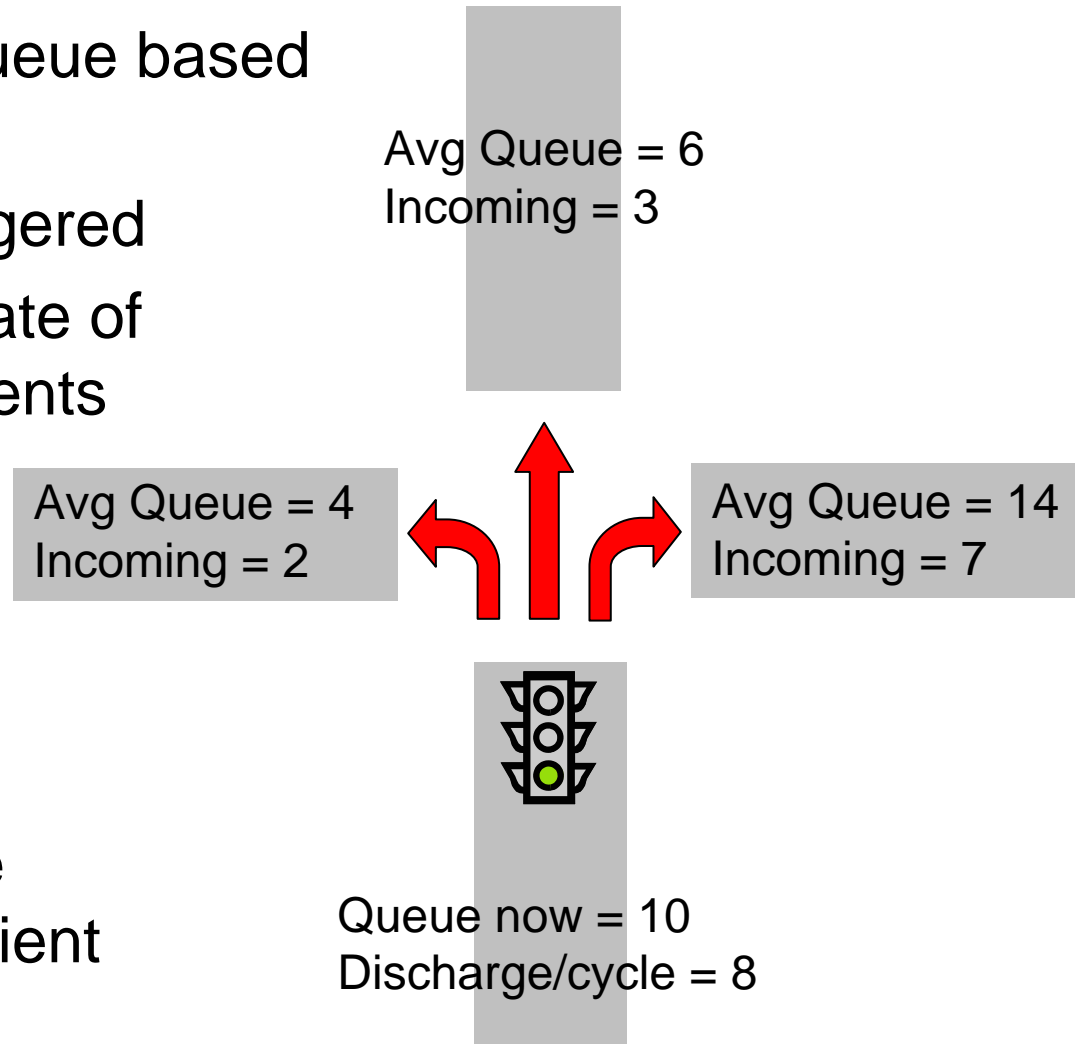 ueue based
Avg Queue = 6
Incoming = 3
gered
ate of
ents
Avg Queue = 4
Incoming = 2
Avg Queue = 14
Incoming = 7
e
ient
Queue now = 10
Discharge/cycle = 8